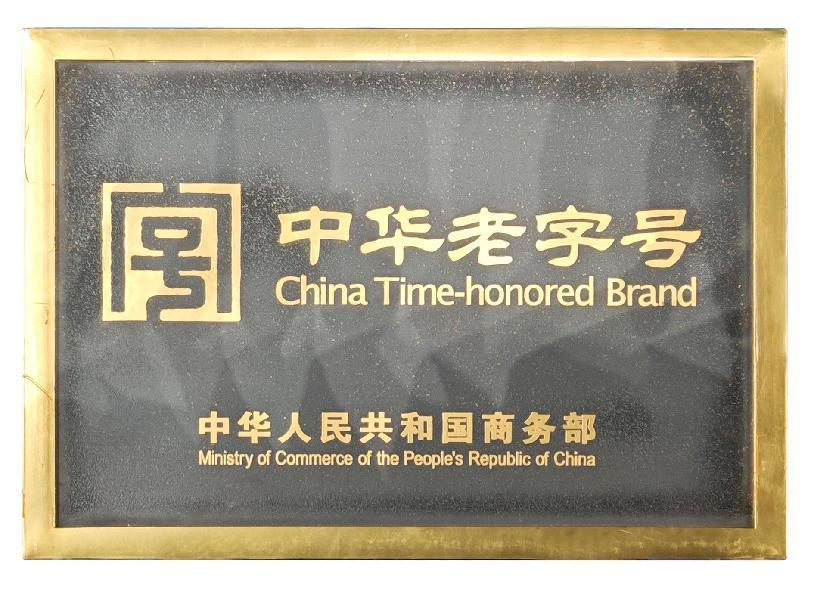 号
中华老字号
China Time-honored Brand
中华人民共和国商务部
Ministry of Commerce of the People's Republic of China